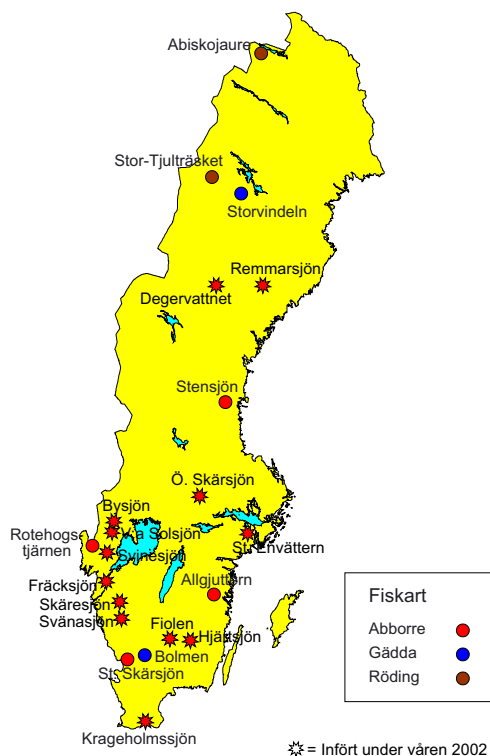 Abiskojaure
Stor-Tjulträsket
Storvindeln
Remmarsjön
Degervattnet
Stensjön
Ö. Skärsjön
Bysjön
V:a Solsjön
Rotehogs-
tjärnen
Svinesjön
St. Envättern
Fräcksjön
Allgjuttern
Skäresjön
Svänasjön
Fiolen
Hjärtsjön
Bolmen
St. Skärsjön
Krageholmssjön
Fiskart
Abborre
Gädda
Röding
= Infört under våren 2002